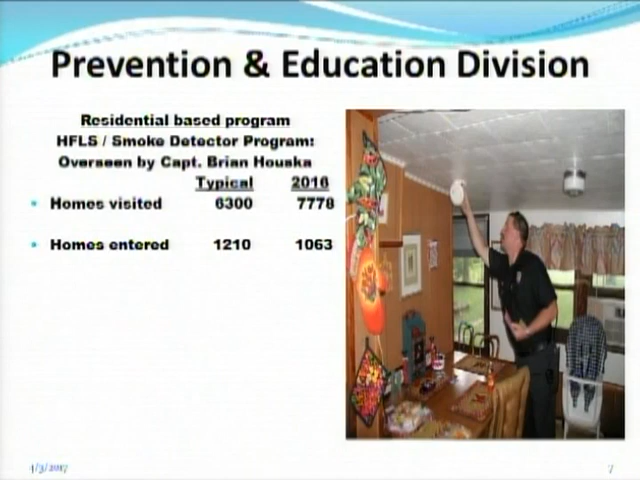 Prevention & Education Division
Residential based program
HFLS / Smoke Detector Program:
Overseen by Capt. Brian Houska
Typical 2016
Homes visited 6300 7778
Homes entered 1210 1063
4/3/2017 7